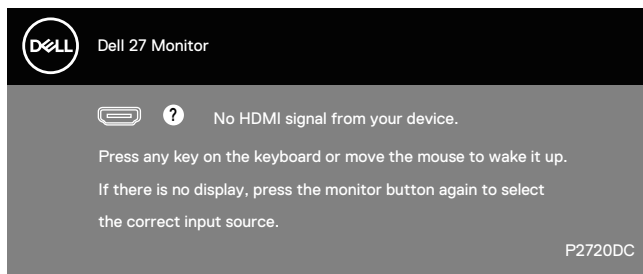 DELL
Dell 27 Monitor
? No HDMI signal from your device.
Press any key on the keyboard or move the mouse to wake it up.
If there is no display, press the monitor button again to select
the correct input source.
P2720DC